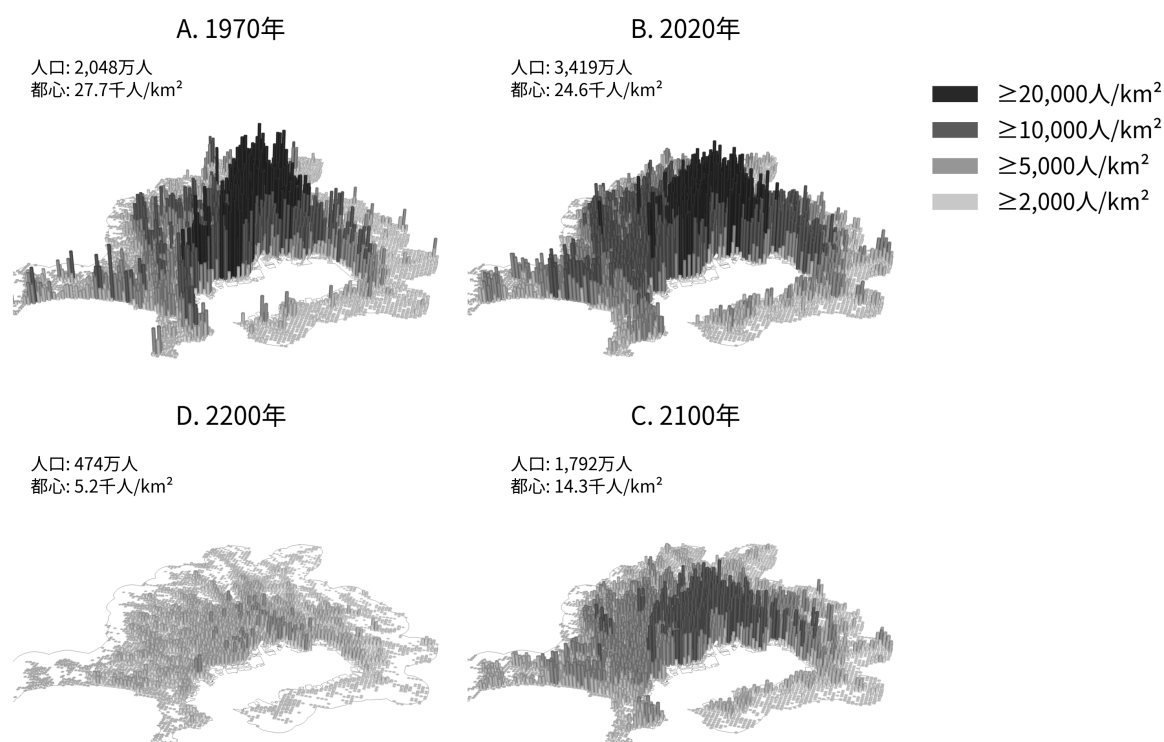 A. 1970年
人口: 2,048万人
都心: 27.7千人/km²
B. 2020年
人口: 3,419万人
都心: 24.6千人/km²
≥20,000人/km²
≥10,000人/km²
≥5,000人/km²
≥2,000人/km²
D. 2200年
人口: 474万人
都心: 5.2千人/km²
C. 2100年
人口: 1,792万人
都心: 14.3千人/km²